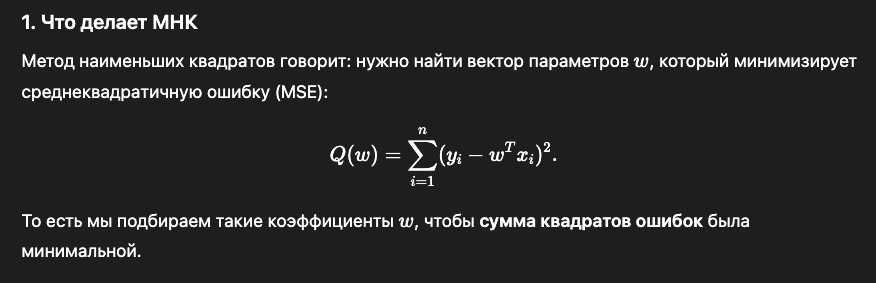 1. Что делает МНК
Метод наименьших квадратов говорит: нужно найти вектор параметров w, который минимизирует
среднеквадратичную ошибку (MSE):
Q(w) = ∑_{i=1}^{n} (y_i − w^T x_i)^2.
То есть мы подбираем такие коэффициенты w, чтобы сумма квадратов ошибок была
минимальной.